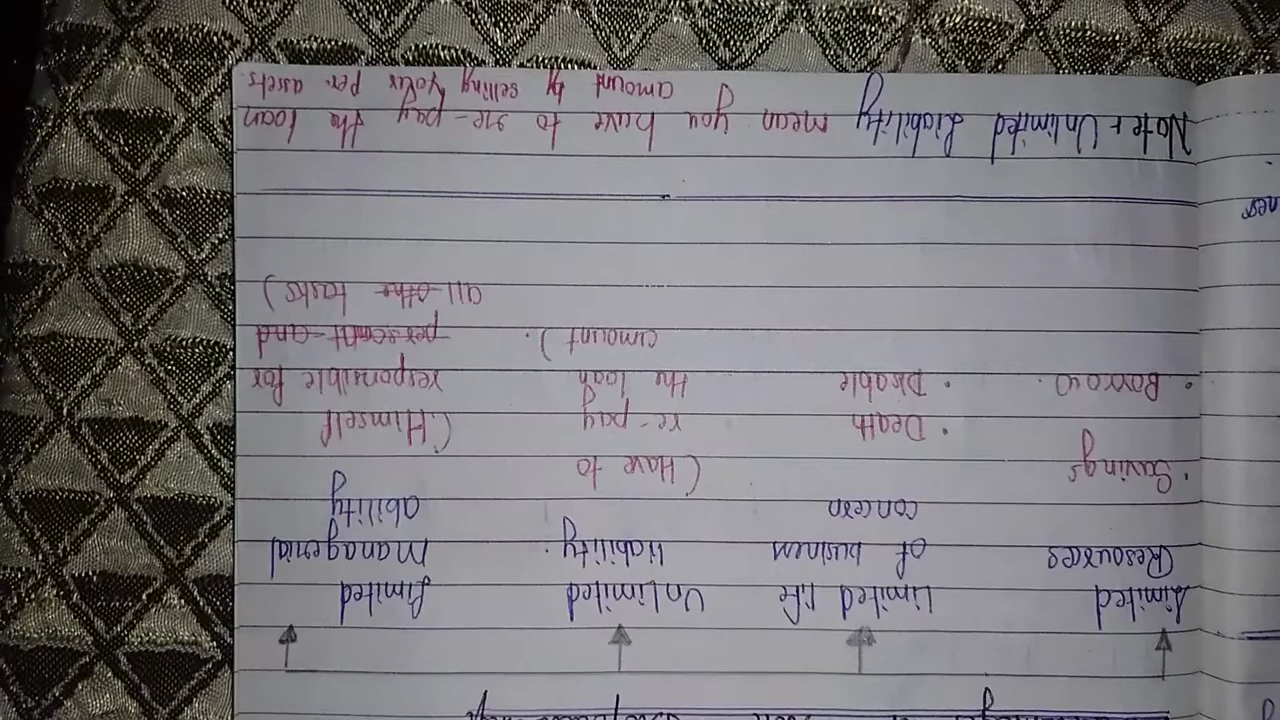 Limited Limited life Unlimited Limited
Resources of business liability. Managerial
concern ability
. Savings (Have to
. Death re-pay (Himself
. Borrow . Disable the loan responsible for
amount). and
all othe tasks)
Note:- Unlimited Liability mean you have to re-pay the loan
amount by selling your per. assets.